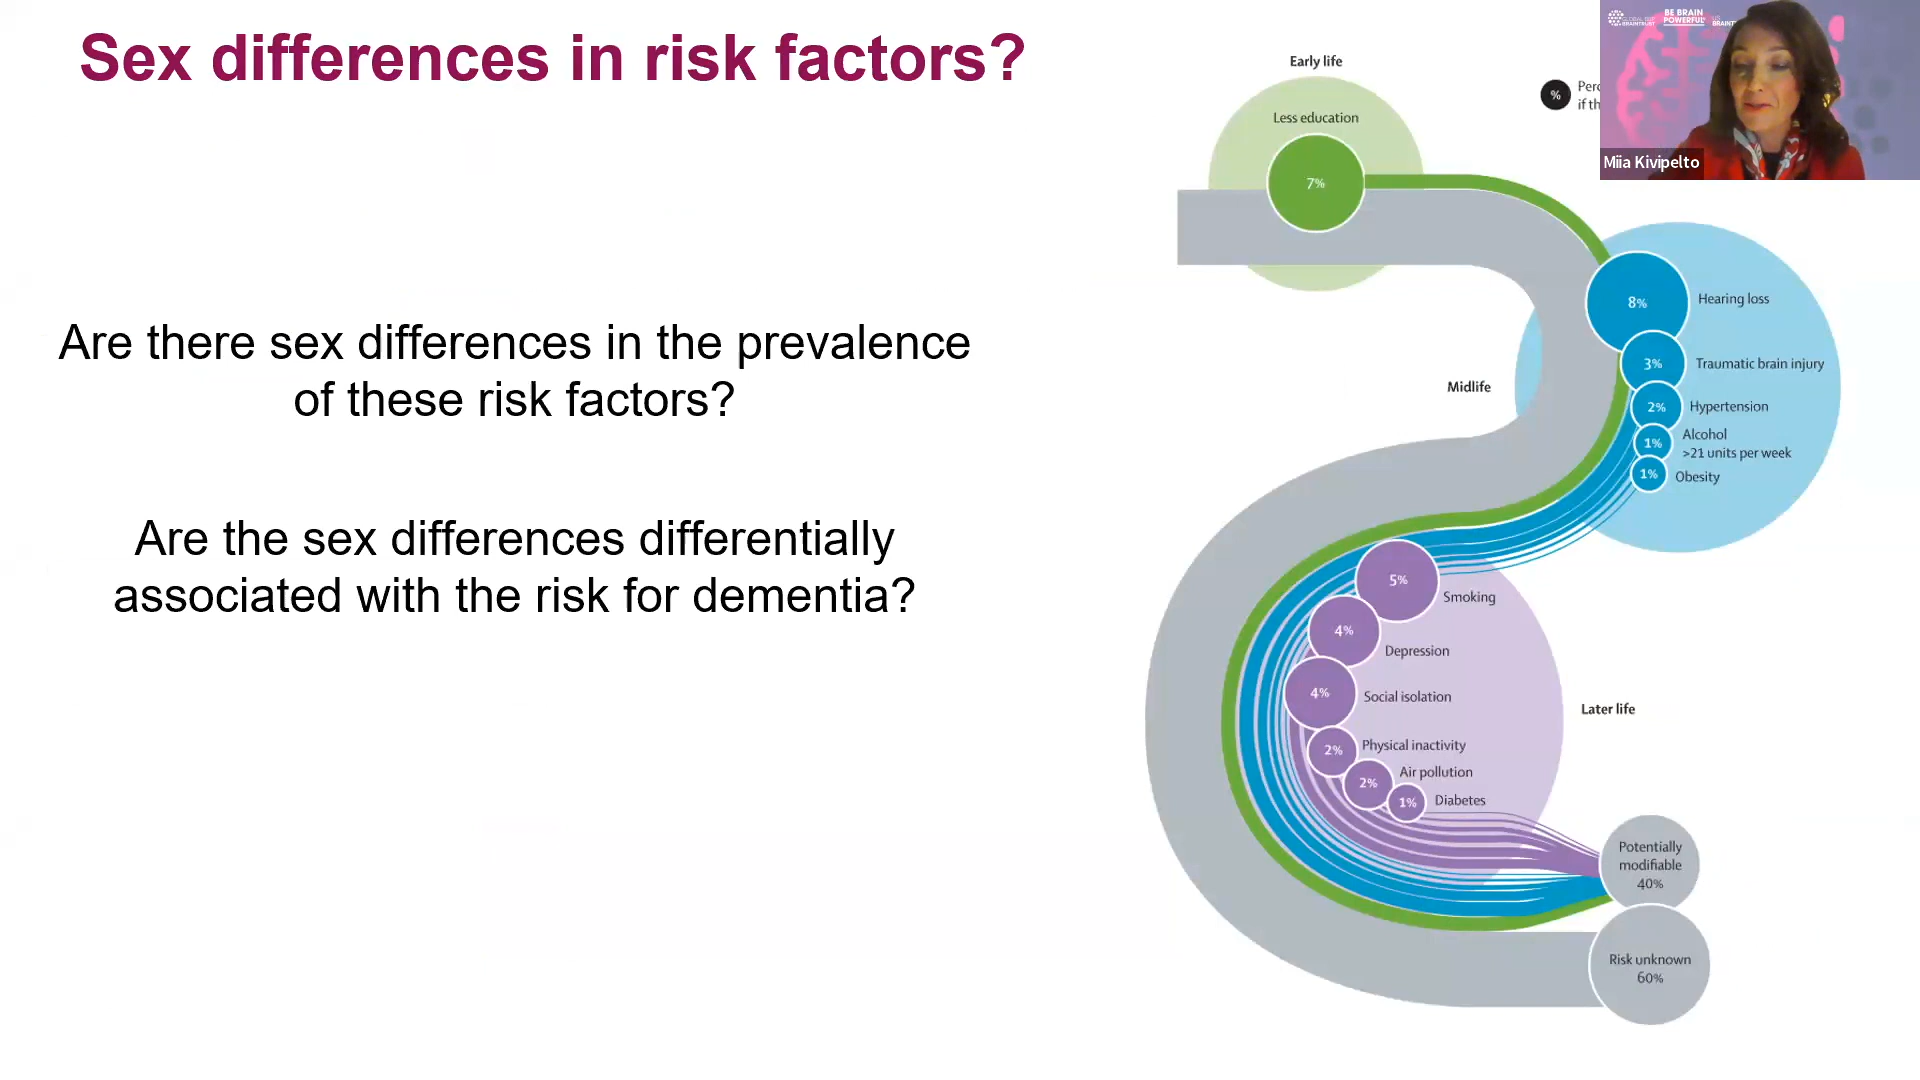 Sex differences in risk factors?
Are there sex differences in the prevalence
of these risk factors?
Are the sex differences differentially
associated with the risk for dementia?
Early life
Less education
7%
%
if
BE BRAIN
POWERFUL
Miia Kivipelto
8%
Hearing loss
3%
Traumatic brain injury
Midlife
2%
Hypertension
1%
Alcohol
>21 units per week
1%
Obesity
5%
Smoking
4%
Depression
4%
Social isolation
Later life
2%
Physical inactivity
2%
Air pollution
1%
Diabetes
Potentially
modifiable
40%
Risk unknown
60%